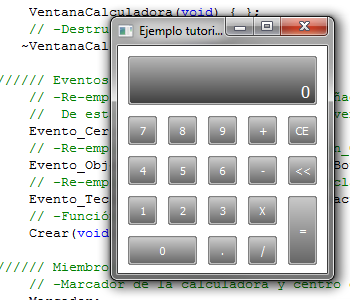 VentanaCalculadora(void) { };
// -Destru
~VentanaCal
////// Eventos
// -Re-emp
// De est
Evento_Cer
// -Re-emp
Evento_Obj
// -Re-emp
Evento_Tec
// -Funció
Crear(void
////// Miembro
// -Marcador de la calculadora y centro
Marcador;
Ejemplo tutori...
0
7 8 9 + CE
4 5 6 - <<
1 2 3 X
=
0 . /